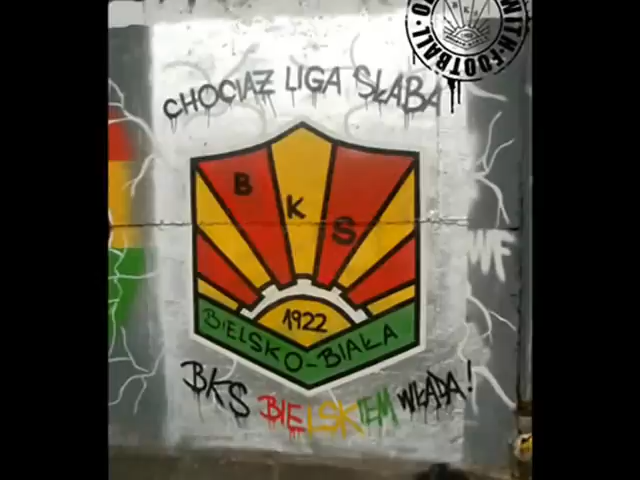 CHOCIAŻ LIGA SŁABA
B K S
1922
BIELSKO-BIAŁA
WF
BKS BIELSKIEM WŁADA!